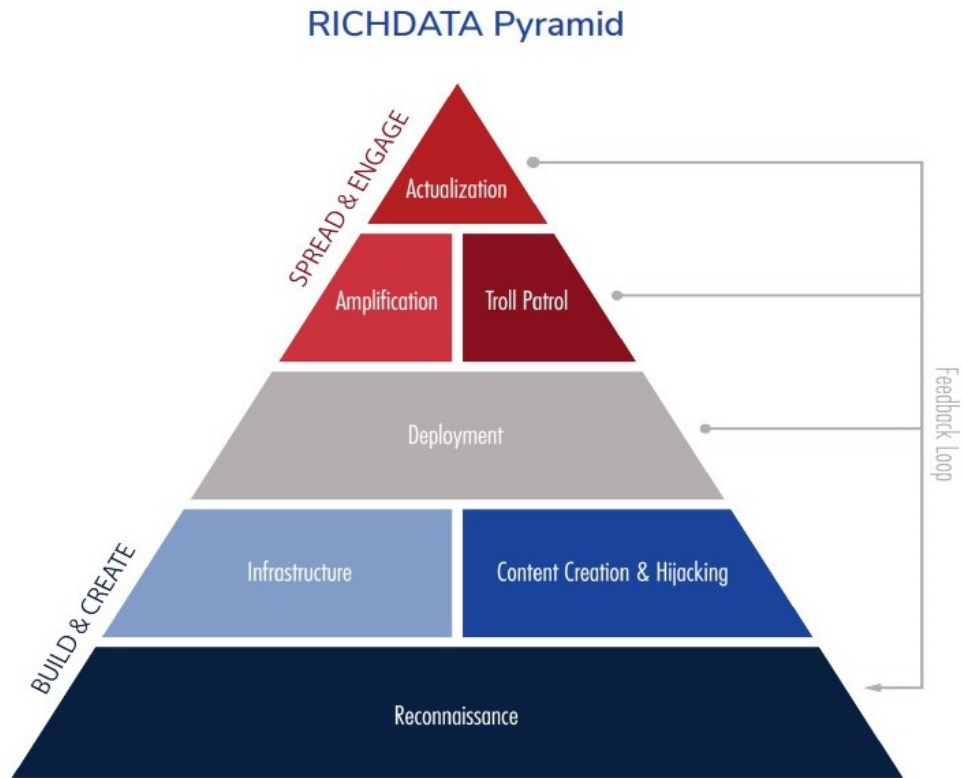 RICHDATA Pyramid
SPREAD & ENGAGE
Actualization
Amplification
Troll Patrol
Deployment
Feedback Loop
BUILD & CREATE
Infrastructure
Content Creation & Hijacking
Reconnaissance